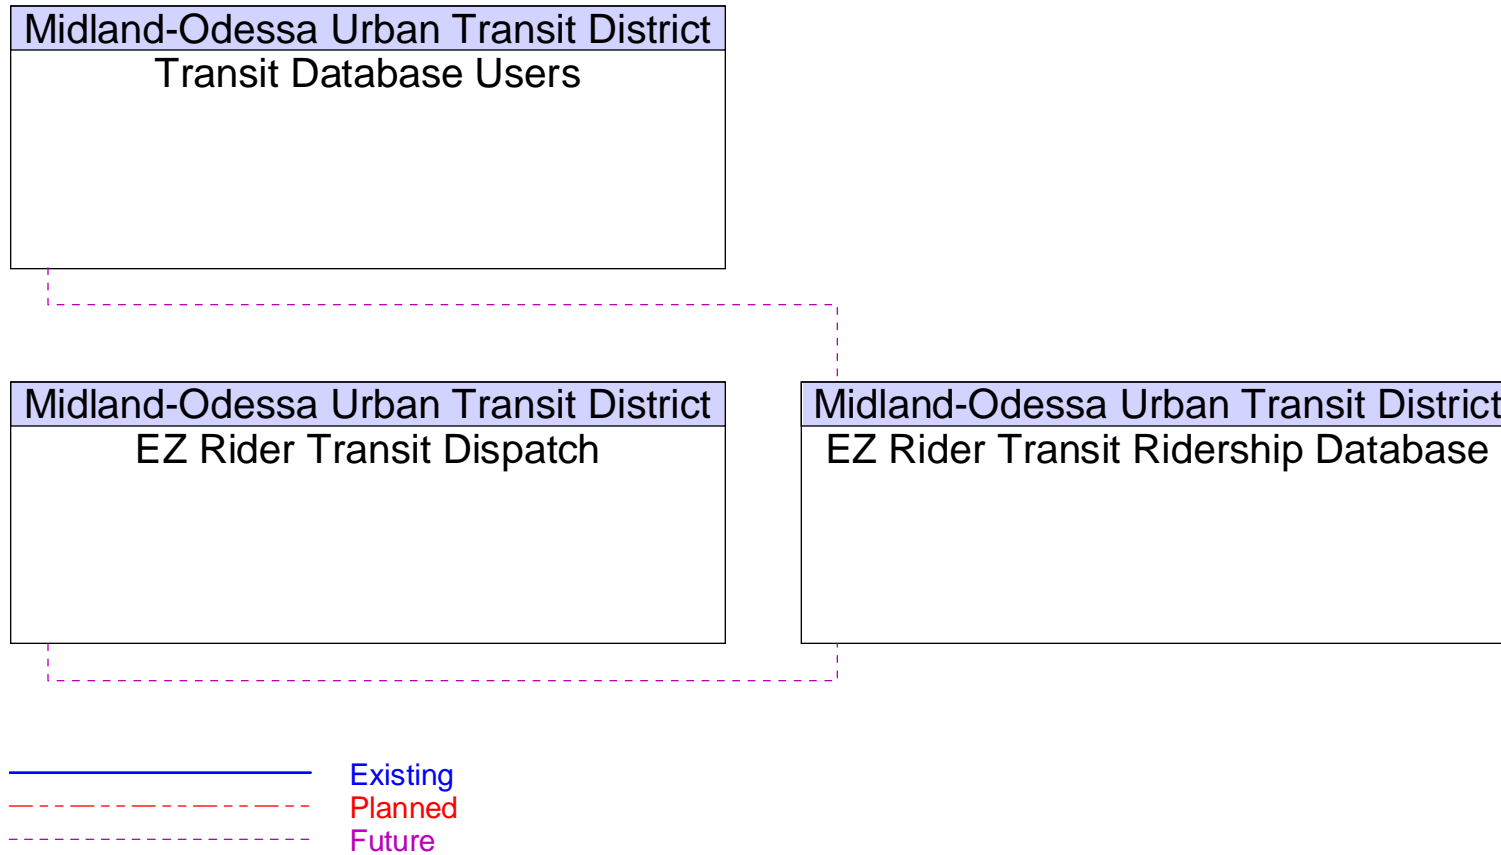 Midland-Odessa Urban Transit District
Transit Database Users
Midland-Odessa Urban Transit District
EZ Rider Transit Dispatch
Midland-Odessa Urban Transit District
EZ Rider Transit Ridership Database
Existing
Planned
Future